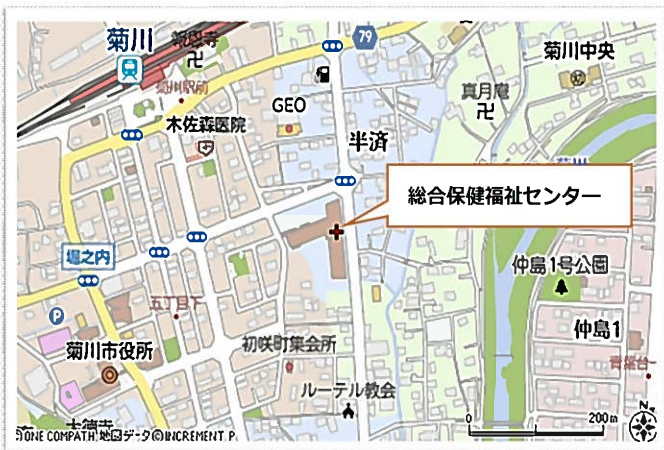 菊川
79
菊川中央
菊川駅前
GEO
真月庵
木佐森医院
半済
総合保健福祉センター
堀之内
仲島1号公園
五丁目下
P
仲島1
菊川市役所
初咲町集会所
ルーテル教会
0
200m
N
©ONE COMPATH 地図データ©INCREMENT P